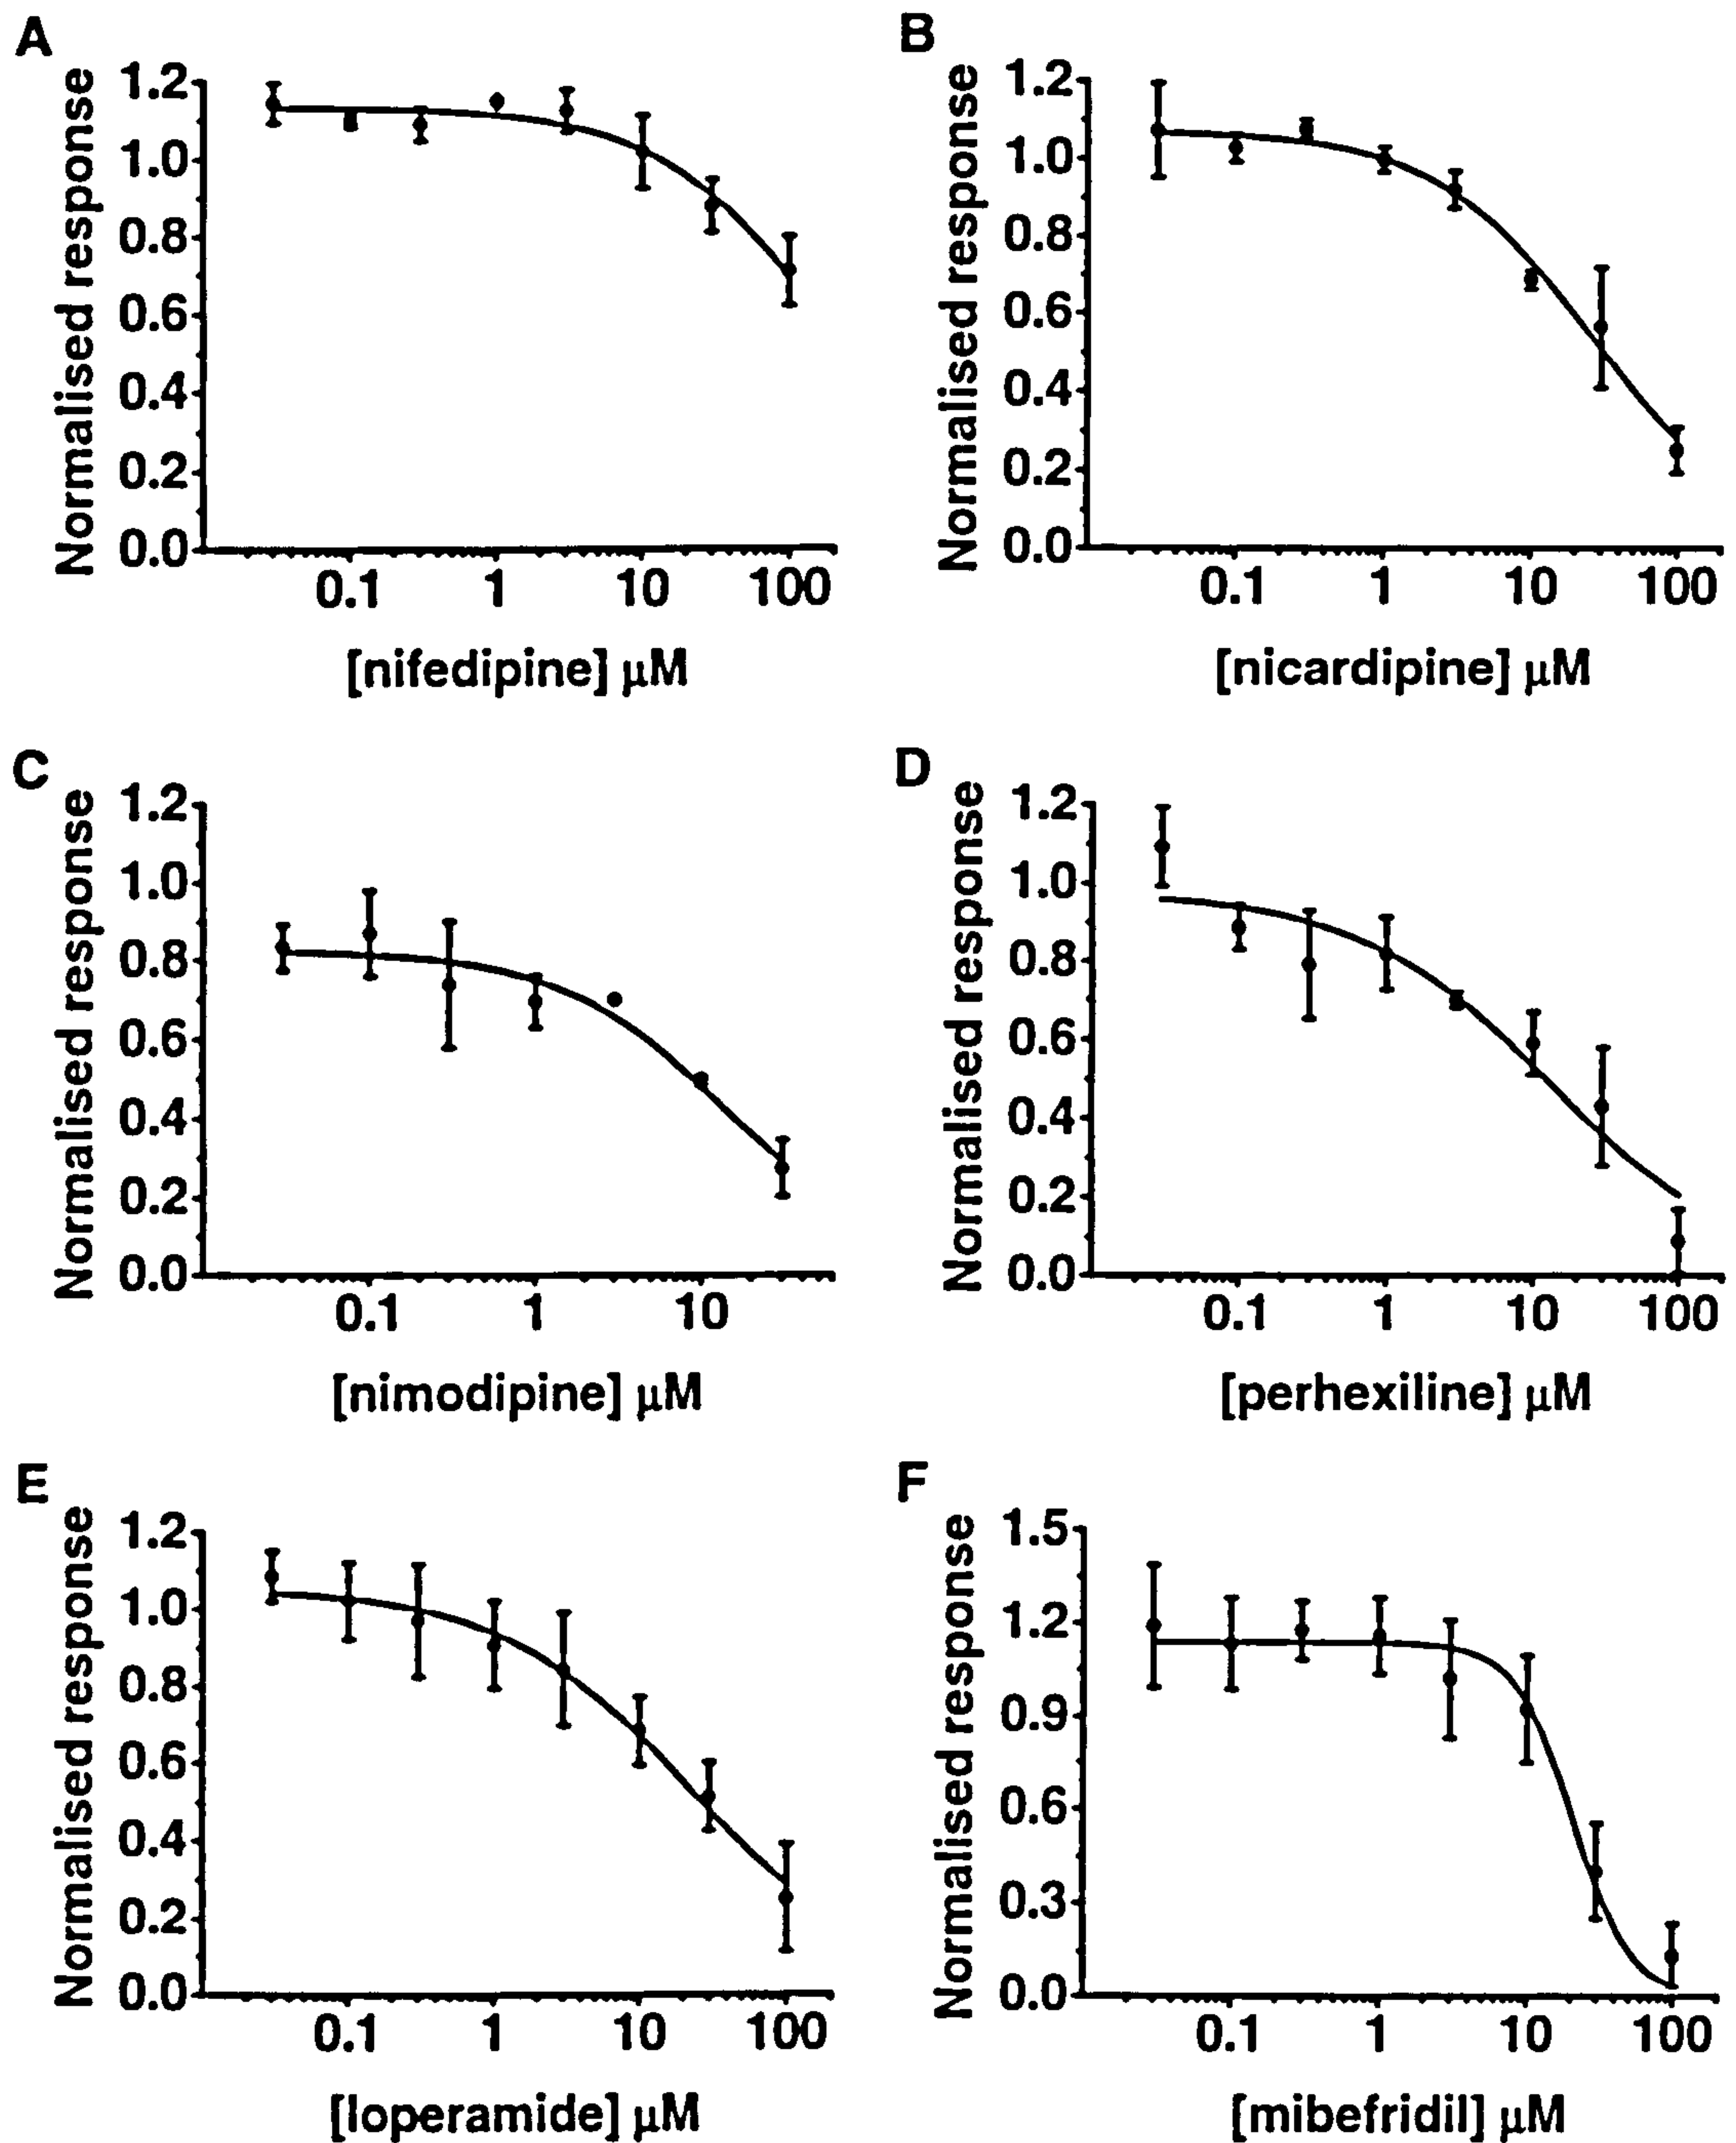 A
Normalised response
1.2
1.0
0.8
0.6
0.4
0.2
0.0
0.1 1 10 100
[nifedipine] μM
B
Normalised response
1.2
1.0
0.8
0.6
0.4
0.2
0.0
0.1 1 10 100
[nicardipine] μM
C
Normalised response
1.2
1.0
0.8
0.6
0.4
0.2
0.0
0.1 1 10
[nimodipine] μM
D
Normalised response
1.2
1.0
0.8
0.6
0.4
0.2
0.0
0.1 1 10 100
[perhexiline] μM
E
Normalised response
1.2
1.0
0.8
0.6
0.4
0.2
0.0
0.1 1 10 100
[loperamide] μM
F
Normalised response
1.5
1.2
0.9
0.6
0.3
0.0
0.1 1 10 100
[mibefridil] μM